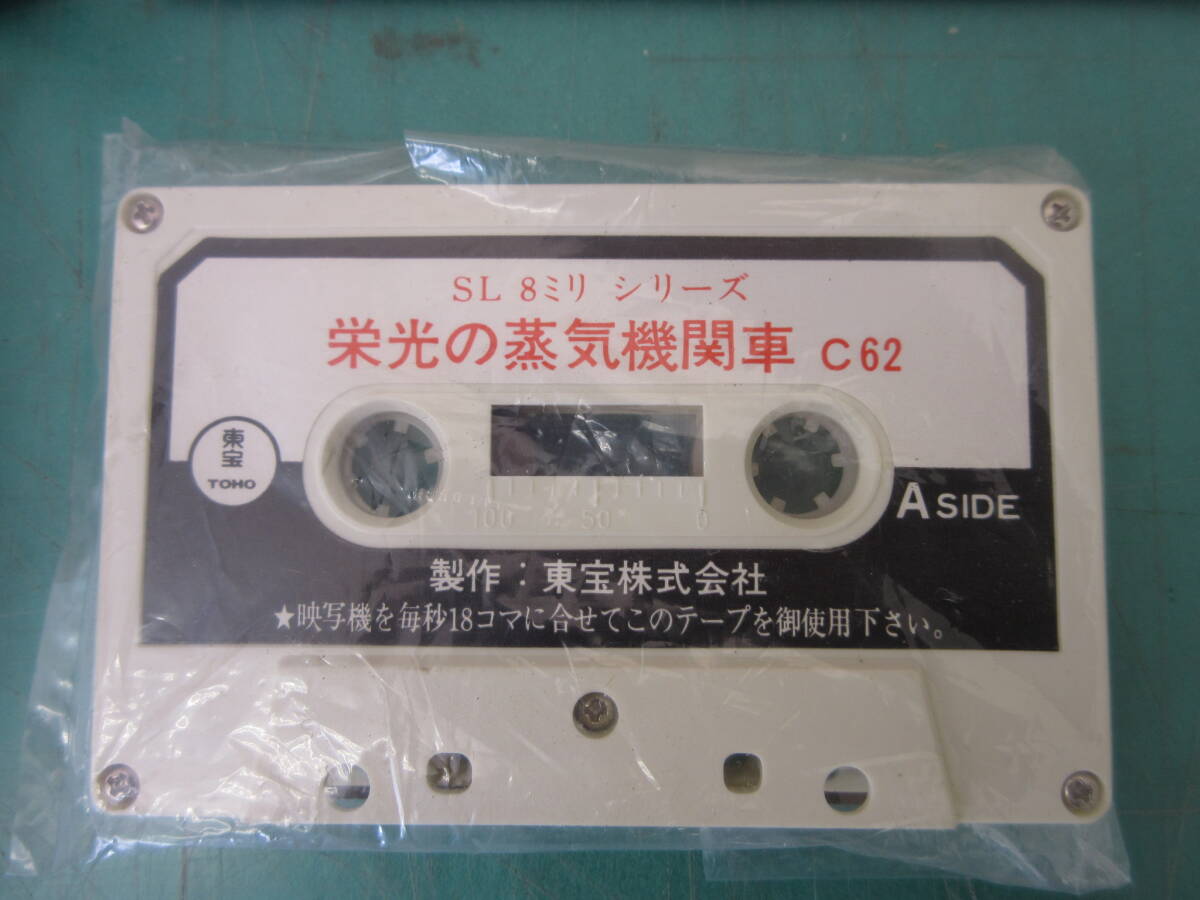 SL 8ミリ シリーズ
栄光の蒸気機関車 C62
東宝
TOHO
100 50 0
A SIDE
製作：東宝株式会社
★映写機を毎秒18コマに合せてこのテープを御使用下さい。